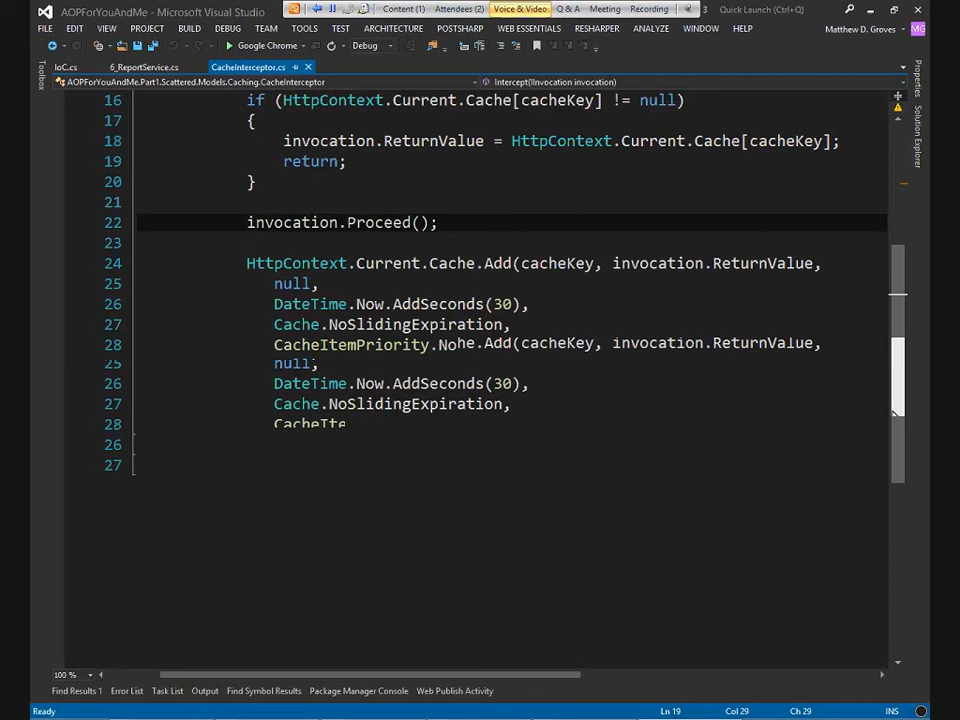 AOPForYouAndMe - Microsoft Visual Studio
Content (1) Attendees (2) Voice & Video Q & A Meeting Recording
3 Quick Launch (Ctrl+Q)
FILE EDIT VIEW PROJECT BUILD DEBUG TEAM TOOLS TEST ARCHITECTURE POSTSHARP WEB ESSENTIALS RESHARPER ANALYZE WINDOW HELP Matthew D. Groves MG
Google Chrome Debug
Toolbox
IoC.cs 6_ReportService.cs CacheInterceptor.cs
AOPForYouAndMe.Part1.Scattered.Models.Caching.CacheInterceptor Intercept(IInvocation invocation)
Properties
Solution Explorer
16 if (HttpContext.Current.Cache[cacheKey] != null)
17 {
18 invocation.ReturnValue = HttpContext.Current.Cache[cacheKey];
19 return;
20 }
21
22 invocation.Proceed();
23
24 HttpContext.Current.Cache.Add(cacheKey, invocation.ReturnValue,
25 null,
26 DateTime.Now.AddSeconds(30),
27 Cache.NoSlidingExpiration,
28 CacheItemPriority.Nohe.Add(cacheKey, invocation.ReturnValue,
25 null,
26 DateTime.Now.AddSeconds(30),
27 Cache.NoSlidingExpiration,
28 CacheIte
26
27
100 %
Find Results 1 Error List Task List Output Find Symbol Results Package Manager Console Web Publish Activity
Ready Ln 19 Col 29 Ch 29 INS